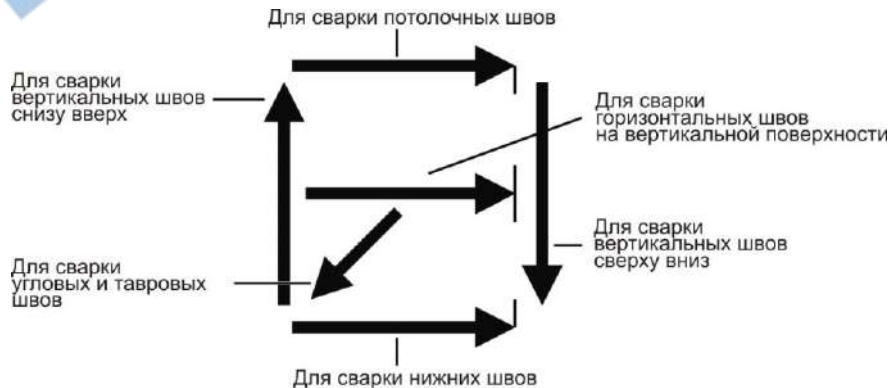 Для сварки потолочных швов
Для сварки
вертикальных швов
снизу вверх
Для сварки
горизонтальных швов
на вертикальной поверхности
Для сварки
вертикальных швов
сверху вниз
Для сварки
угловых и тавровых
швов
Для сварки нижних швов